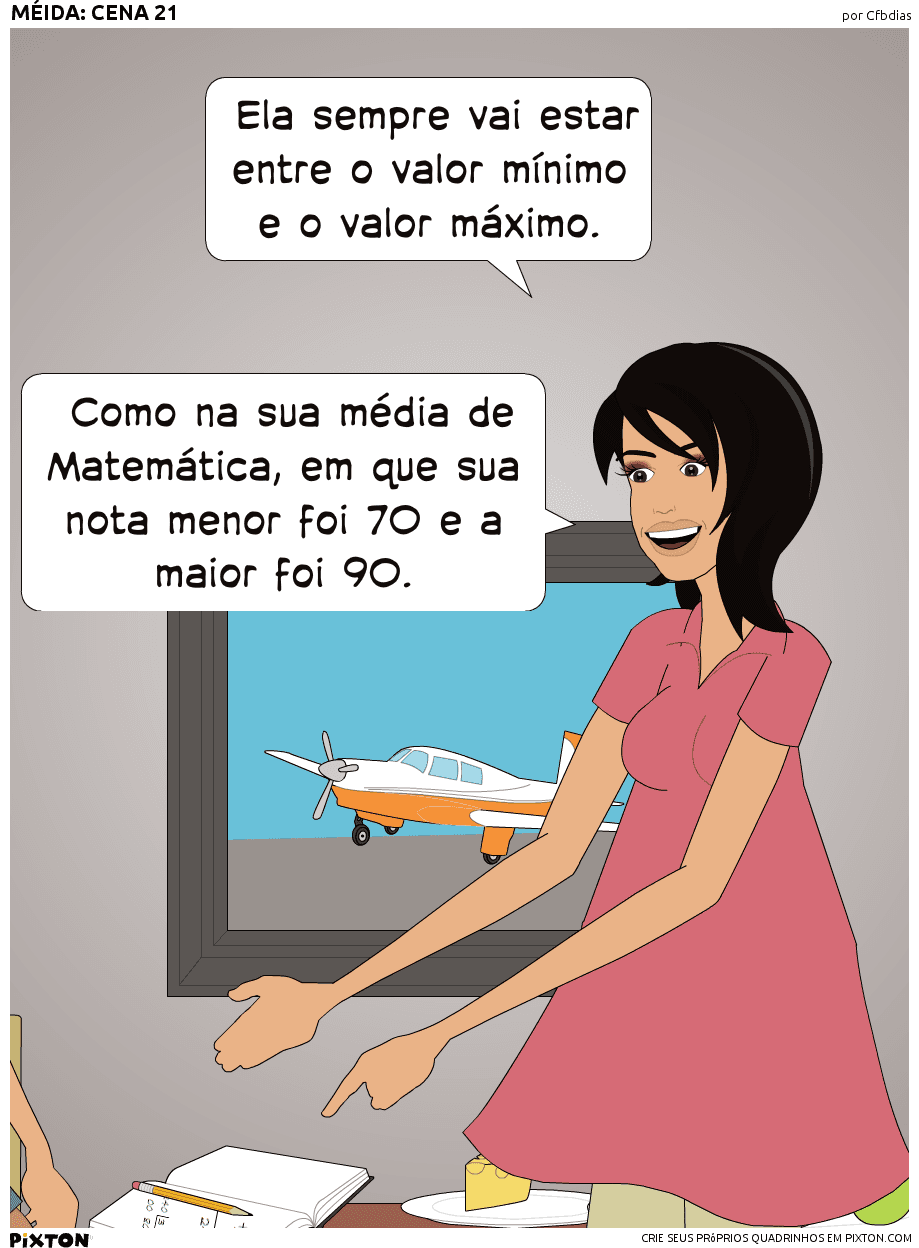 MÉIDA: CENA 21
por Cfbdias
Ela sempre vai estar
entre o valor mínimo
e o valor máximo.
Como na sua média de
Matemática, em que sua
nota menor foi 70 e a
maior foi 90.
PIXTON
CRIE SEUS PRÓPRIOS QUADRINHOS EM PIXTON.COM